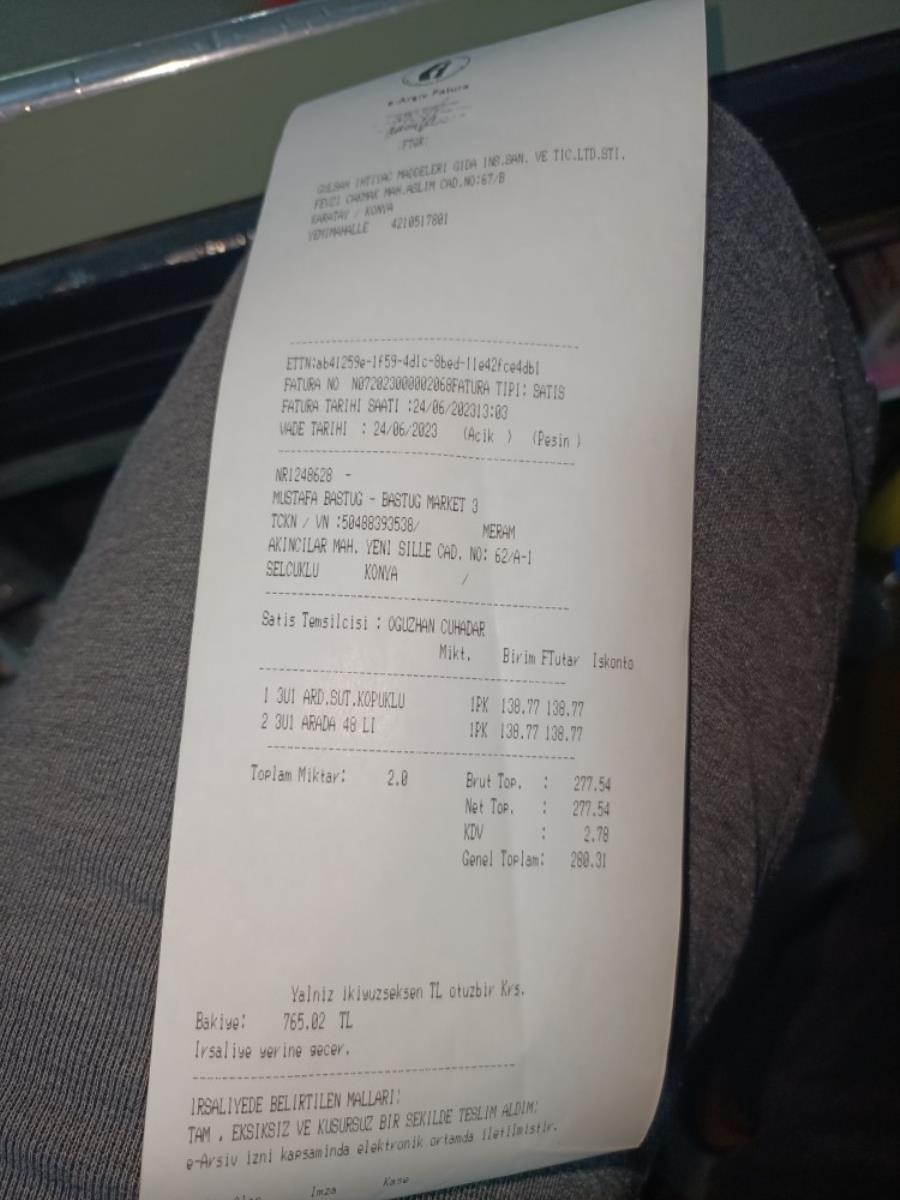 e-Arsiv Fatura
GULSAH IHTIYAC MADDELERI GIDA INS.SAN. VE TIC.LTD.STI.
FEVZI CAKMAK MAH.ASLIM CAD.NO:67/B
KARATAY / KONYA
YENIMAHALLE 4210517801
ETTN:ab41259e-1f59-4d1c-8bed-11e42fce4db1
FATURA NO N072023000002068FATURA TIPI: SATIS
FATURA TARIHI SAATI :24/06/202313:03
VADE TARIHI : 24/06/2023 (Acik ) (Pesin )
NR1248628 -
MUSTAFA BASTUG - BASTUG MARKET 3
TCKN / VN :50488393538/ MERAM
AKINCILAR MAH. YENI SILLE CAD. NO: 62/A-1
SELCUKLU KONYA /
Satis Temsilcisi : OGUZHAN CUHADAR
Mikt. Birim FTutar Iskonto
1 3U1 ARD.SUT.KOPUKLU 1PK 138.77 138.77
2 3U1 ARADA 48 LI 1PK 138.77 138.77
Toplam Miktar: 2.0 Brut Top. : 277.54
Net Top. : 277.54
KDV : 2.78
Genel Toplam: 280.31
Yalniz ikiyuzseksen TL otuzbir Krs.
Bakiye: 765.02 TL
Irsaliye yerine gecer.
IRSALIYEDE BELIRTILEN MALLARI:
TAM , EKSIKSIZ VE KUSURSUZ BIR SEKILDE TESLIM ALDIM:
e-Arsiv izni kapsaminda elektronik ortamda iletilmistir.
Imza Kase